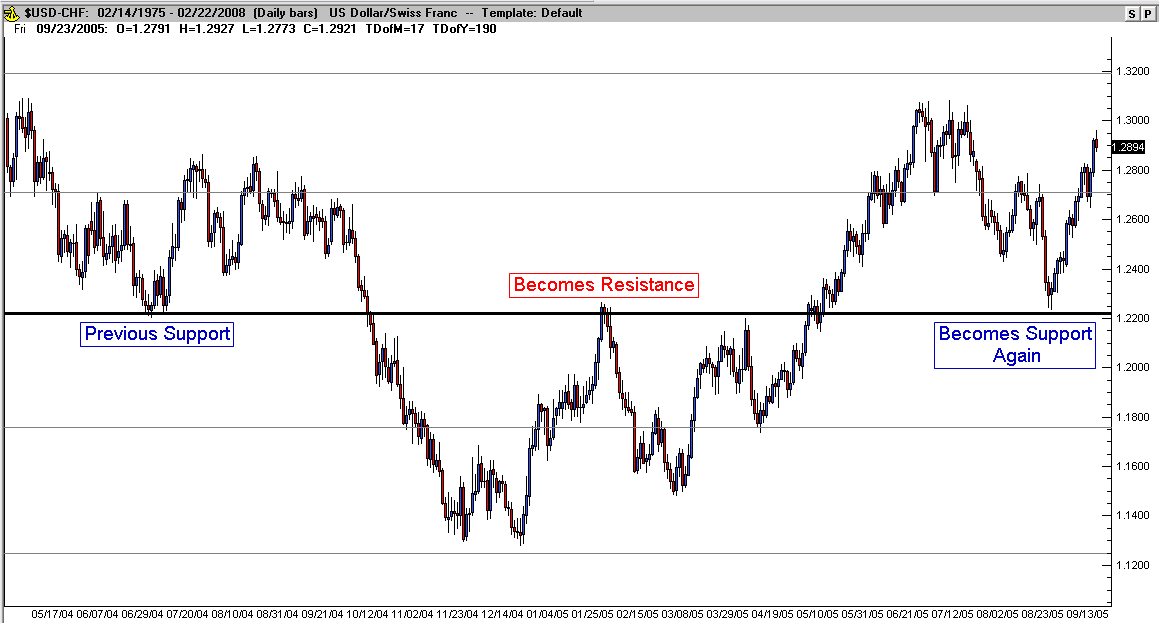 $USD-CHF: 02/14/1975 - 02/22/2008 (Daily bars) US Dollar/Swiss Franc -- Template: Default
S P
Fri 09/23/2005: O=1.2791 H=1.2927 L=1.2773 C=1.2921 TDofM=17 TDofY=190
1.3200
1.3000
1.2894
1.2800
1.2600
1.2400
Becomes Resistance
1.2200
Previous Support
Becomes Support
Again
1.2000
1.1800
1.1600
1.1400
1.1200
05/17/04 06/07/04 06/29/04 07/20/04 08/10/04 08/31/04 09/21/04 10/12/04 11/02/04 11/23/04 12/14/04 01/04/05 01/25/05 02/15/05 03/08/05 03/29/05 04/19/05 05/10/05 05/31/05 06/21/05 07/12/05 08/02/05 08/23/05 09/13/05